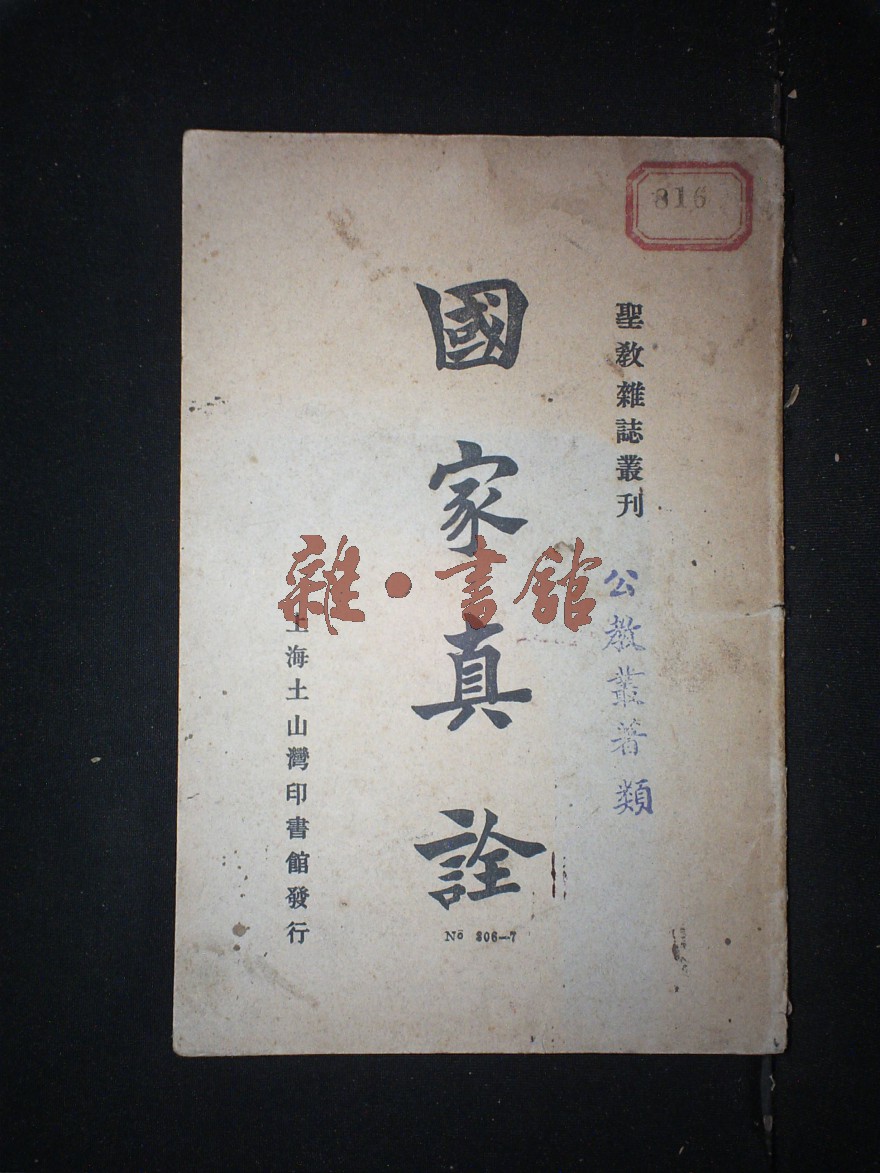 816
聖教雜誌叢刊
公教叢著類
國家真詮
№ 306—7
上海土山灣印書館發行
雜·書館